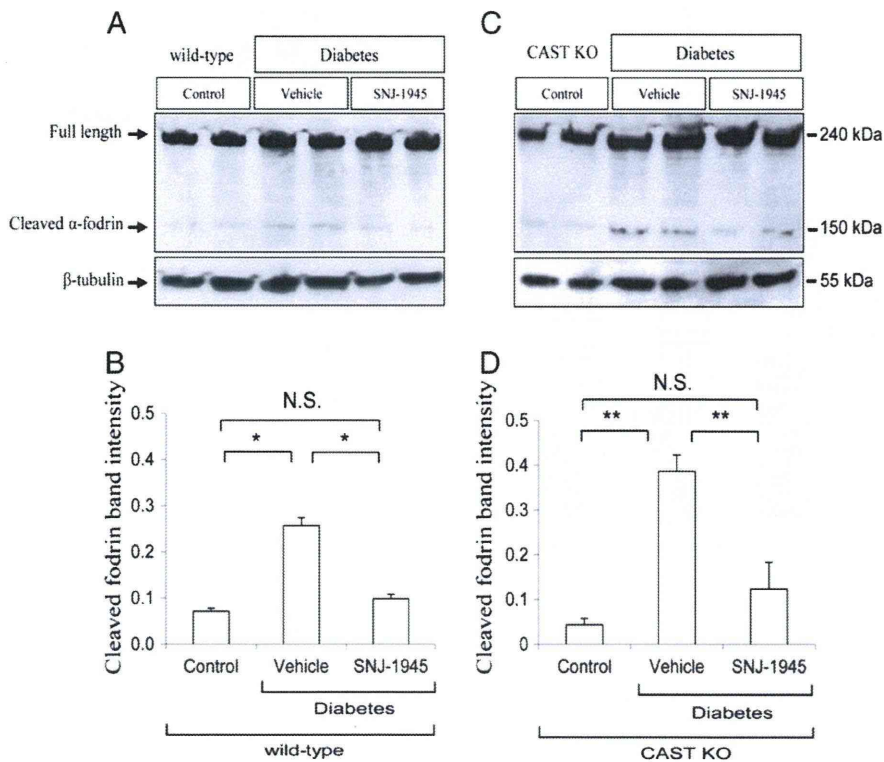 A
wild-type
Diabetes
Control
Vehicle
SNJ-1945
Full length
Cleaved α-fodrin
β-tubulin
C
CAST KO
Diabetes
Control
Vehicle
SNJ-1945
240 kDa
150 kDa
55 kDa
B
Cleaved fodrin band intensity
N.S.
* *
0.5
0.4
0.3
0.2
0.1
0.0
Control Vehicle SNJ-1945
Diabetes
wild-type
D
Cleaved fodrin band intensity
N.S.
** **
0.5
0.4
0.3
0.2
0.1
0
Control Vehicle SNJ-1945
Diabetes
CAST KO